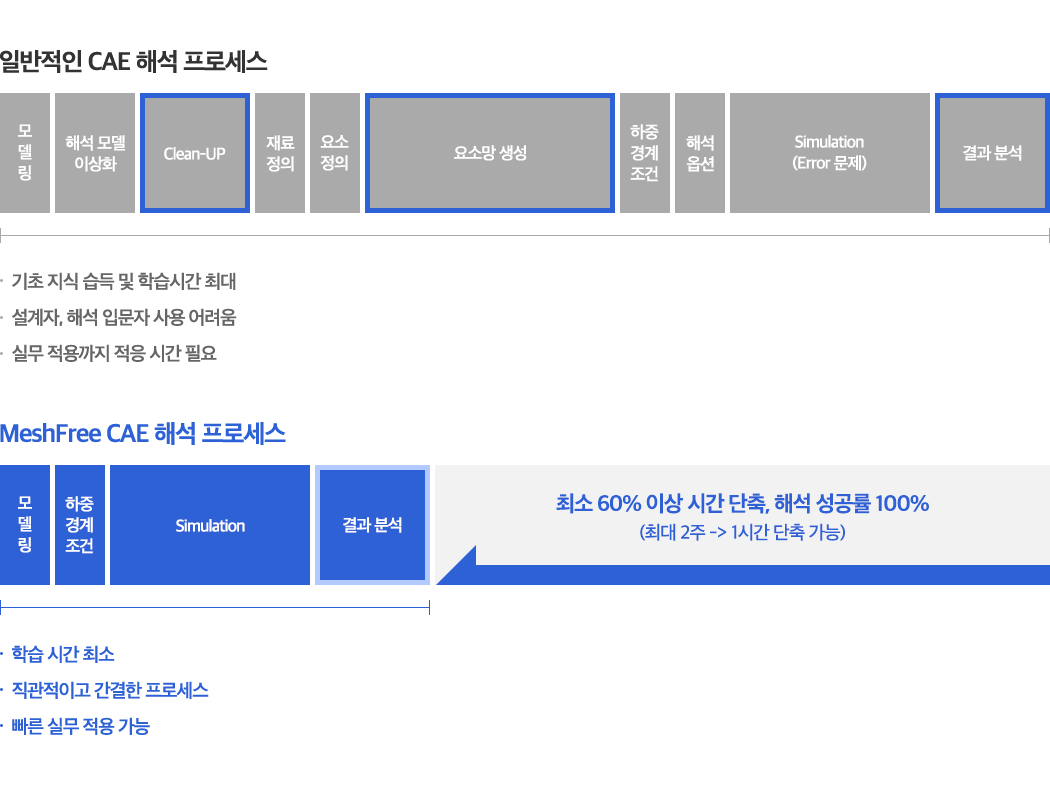 일반적인 CAE 해석 프로세스
모
델
링
해석 모델
이상화
Clean-UP
재료
정의
요소
정의
요소망 생성
하중
경계
조건
해석
옵션
Simulation
(Error 문제)
결과 분석
· 기초 지식 습득 및 학습시간 최대
· 설계자, 해석 입문자 사용 어려움
· 실무 적용까지 적응 시간 필요
MeshFree CAE 해석 프로세스
모
델
링
하중
경계
조건
Simulation
결과 분석
최소 60% 이상 시간 단축, 해석 성공률 100%
(최대 2주 -> 1시간 단축 가능)
· 학습 시간 최소
· 직관적이고 간결한 프로세스
· 빠른 실무 적용 가능